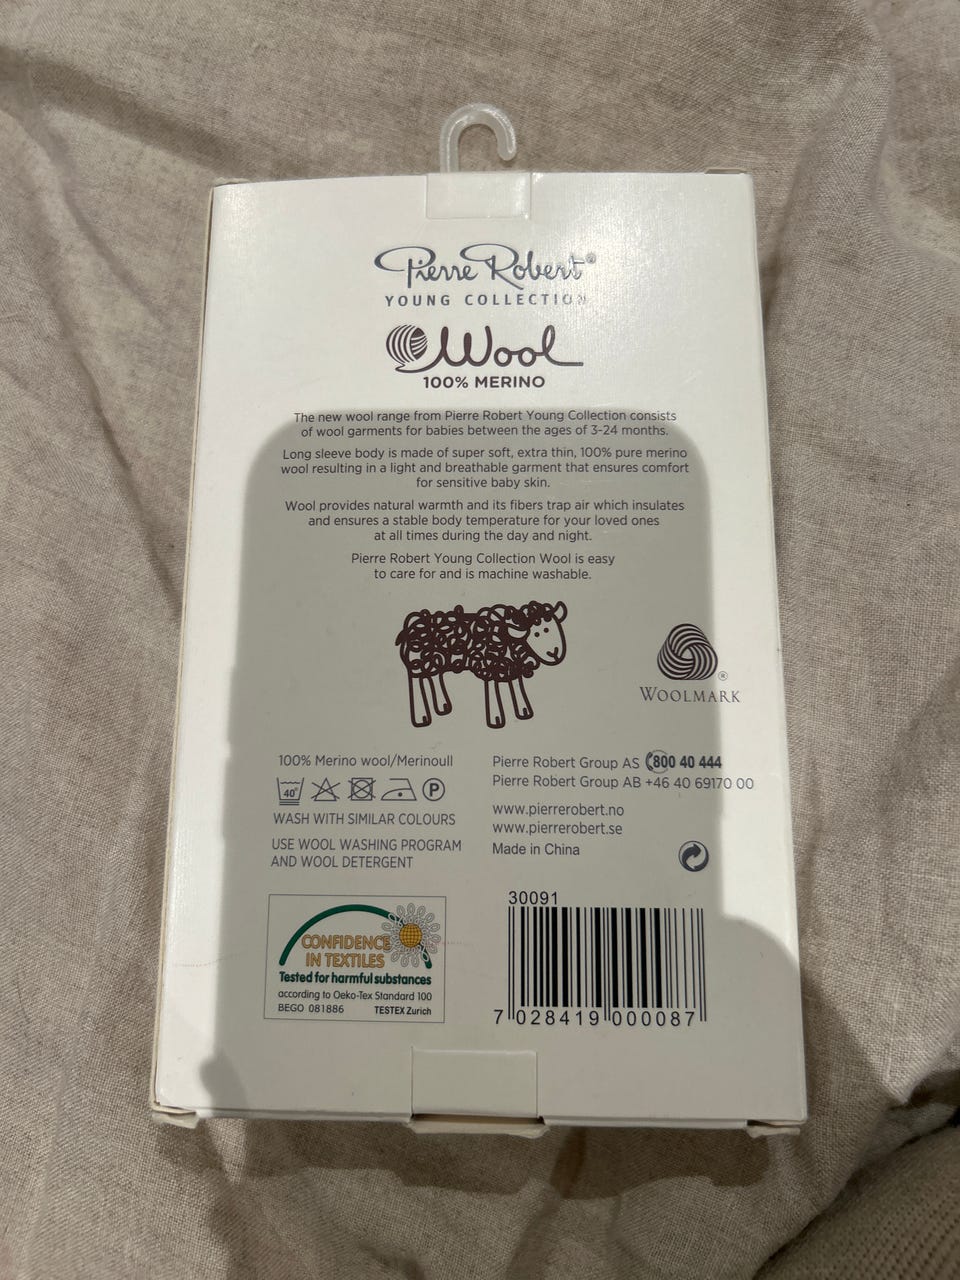 Pierre Robert®
YOUNG COLLECTION
Wool
100% MERINO
The new wool range from Pierre Robert Young Collection consists
of wool garments for babies between the ages of 3-24 months.
Long sleeve body is made of super soft, extra thin, 100% pure merino
wool resulting in a light and breathable garment that ensures comfort
for sensitive baby skin.
Wool provides natural warmth and its fibers trap air which insulates
and ensures a stable body temperature for your loved ones
at all times during the day and night.
Pierre Robert Young Collection Wool is easy
to care for and is machine washable.
®
WOOLMARK
100% Merino wool/Merinoull
40°
P
WASH WITH SIMILAR COLOURS
USE WOOL WASHING PROGRAM
AND WOOL DETERGENT
Pierre Robert Group AS 800 40 444
Pierre Robert Group AB +46 40 69170 00
www.pierrerobert.no
www.pierrerobert.se
Made in China
CONFIDENCE
IN TEXTILES
Tested for harmful substances
according to Oeko-Tex Standard 100
BEGO 081886 TESTEX Zurich
30091
7 028419 000087